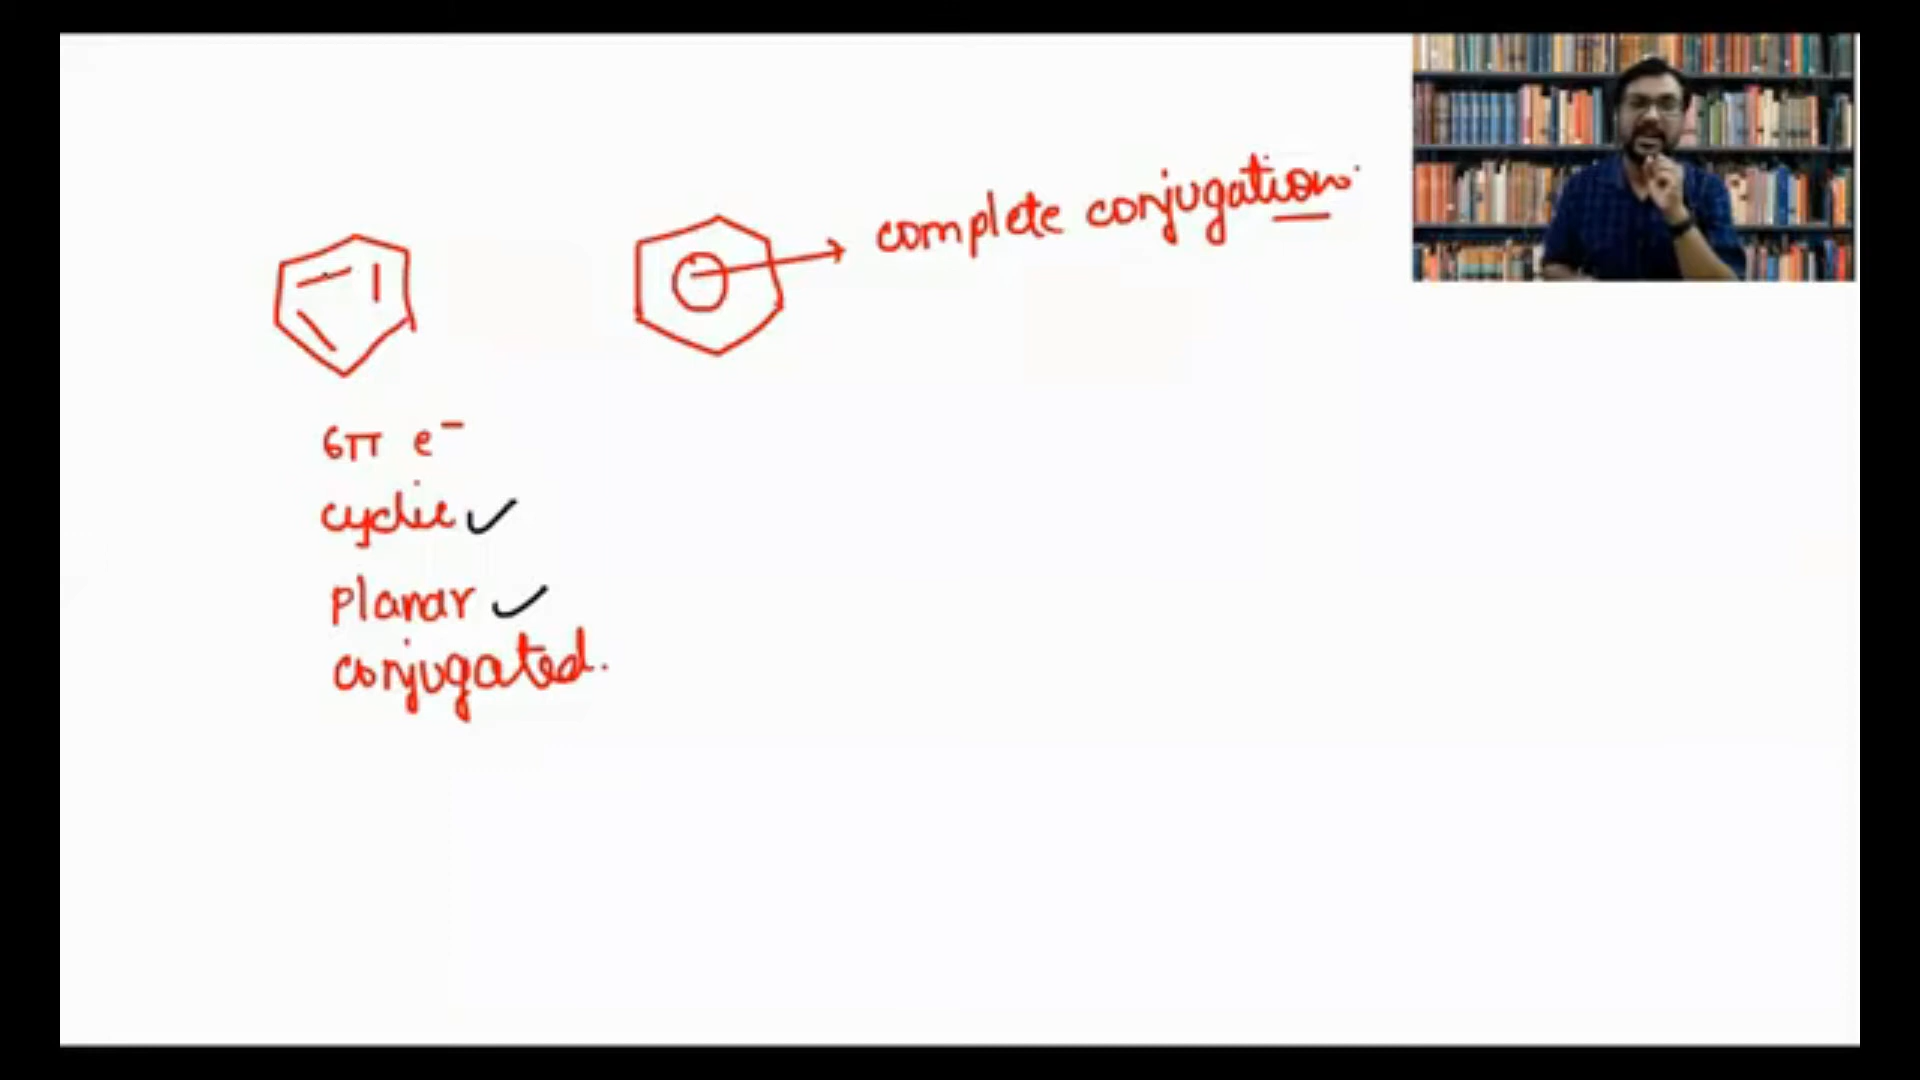 complete conjugation.
6π e⁻
cyclic
planar
conjugated.